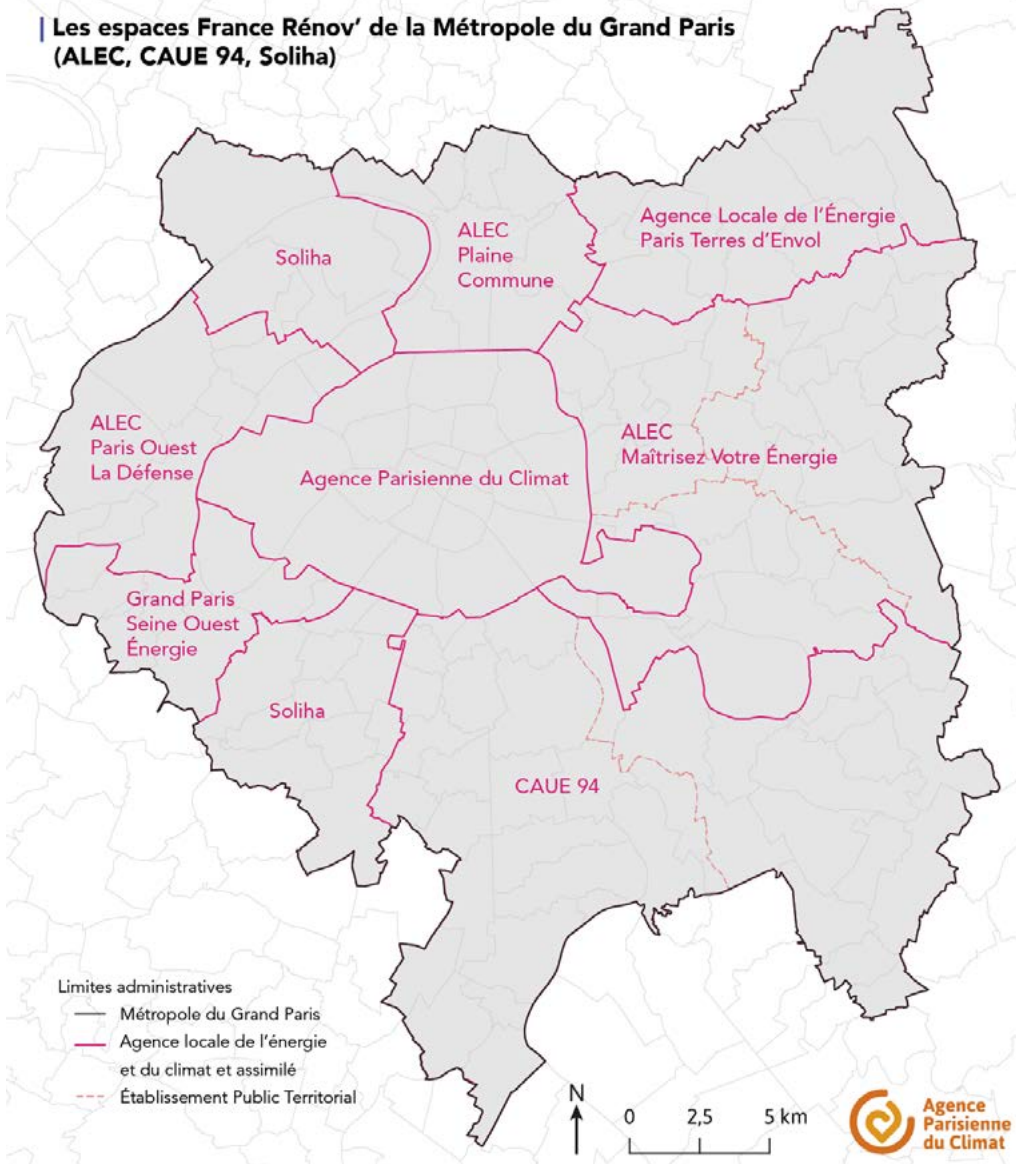 Les espaces France Rénov' de la Métropole du Grand Paris
(ALEC, CAUE 94, Soliha)
Soliha
ALEC
Plaine
Commune
Agence Locale de l'Énergie
Paris Terres d'Envol
ALEC
Paris Ouest
La Défense
Agence Parisienne du Climat
ALEC
Maîtrisez Votre Énergie
Grand Paris
Seine Ouest
Énergie
Soliha
CAUE 94
Limites administratives
Métropole du Grand Paris
Agence locale de l'énergie
et du climat et assimilé
Établissement Public Territorial
N
0 2,5 5 km
Agence
Parisienne
du Climat